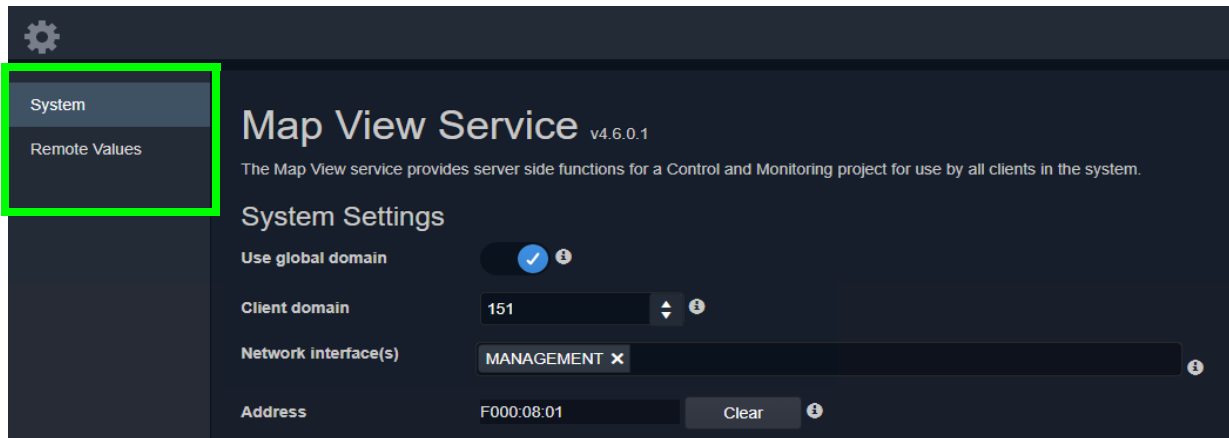 System
Remote Values
Map View Service v4.6.0.1
The Map View service provides server side functions for a Control and Monitoring project for use by all clients in the system.
System Settings
Use global domain
Client domain 151
Network interface(s) MANAGEMENT ✕
Address F000:08:01 Clear